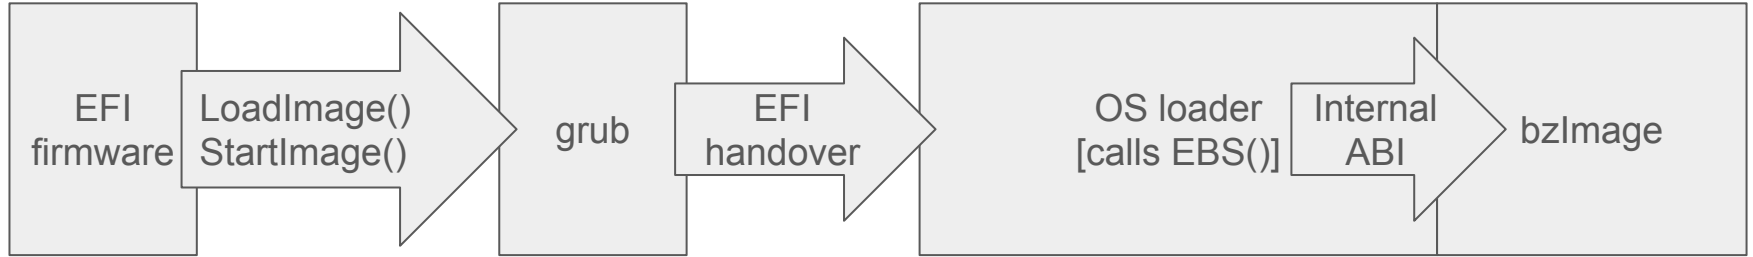 EFI
firmware
LoadImage()
StartImage()
grub
EFI
handover
OS loader
[calls EBS()]
Internal
ABI
bzImage